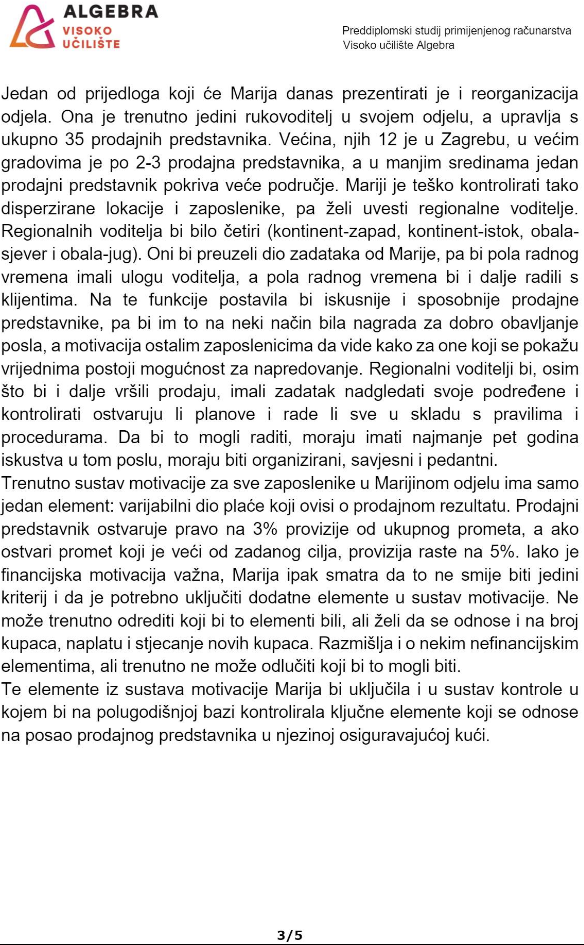 ALGEBRA
VISOKO
UČILIŠTE
Preddiplomski studij primijenjenog računarstva
Visoko učilište Algebra
Jedan od prijedloga koji će Marija danas prezentirati je i reorganizacija
odjela. Ona je trenutno jedini rukovoditelj u svojem odjelu, a upravlja s
ukupno 35 prodajnih predstavnika. Većina, njih 12 je u Zagrebu, u većim
gradovima je po 2-3 prodajna predstavnika, a u manjim sredinama jedan
prodajni predstavnik pokriva veće područje. Mariji je teško kontrolirati tako
disperzirane lokacije i zaposlenike, pa želi uvesti regionalne voditelje.
Regionalnih voditelja bi bilo četiri (kontinent-zapad, kontinent-istok, obala-
sjever i obala-jug). Oni bi preuzeli dio zadataka od Marije, pa bi pola radnog
vremena imali ulogu voditelja, a pola radnog vremena bi i dalje radili s
klijentima. Na te funkcije postavila bi iskusnije i sposobnije prodajne
predstavnike, pa bi im to na neki način bila nagrada za dobro obavljanje
posla, a motivacija ostalim zaposlenicima da vide kako za one koji se pokažu
vrijednima postoji mogućnost za napredovanje. Regionalni voditelji bi, osim
što bi i dalje vršili prodaju, imali zadatak nadgledati svoje podređene i
kontrolirati ostvaruju li planove i rade li sve u skladu s pravilima i
procedurama. Da bi to mogli raditi, moraju imati najmanje pet godina
iskustva u tom poslu, moraju biti organizirani, savjesni i pedantni.
Trenutno sustav motivacije za sve zaposlenike u Marijinom odjelu ima samo
jedan element: varijabilni dio plaće koji ovisi o prodajnom rezultatu. Prodajni
predstavnik ostvaruje pravo na 3% provizije od ukupnog prometa, a ako
ostvari promet koji je veći od zadanog cilja, provizija raste na 5%. Iako je
financijska motivacija važna, Marija ipak smatra da to ne smije biti jedini
kriterij i da je potrebno uključiti dodatne elemente u sustav motivacije. Ne
može trenutno odrediti koji bi to elementi bili, ali želi da se odnose i na broj
kupaca, naplatu i stjecanje novih kupaca. Razmišlja i o nekim nefinancijskim
elementima, ali trenutno ne može odlučiti koji bi to mogli biti.
Te elemente iz sustava motivacije Marija bi uključila i u sustav kontrole u
kojem bi na polugodišnjoj bazi kontrolirala ključne elemente koji se odnose
na posao prodajnog predstavnika u njezinoj osiguravajućoj kući.
3/5